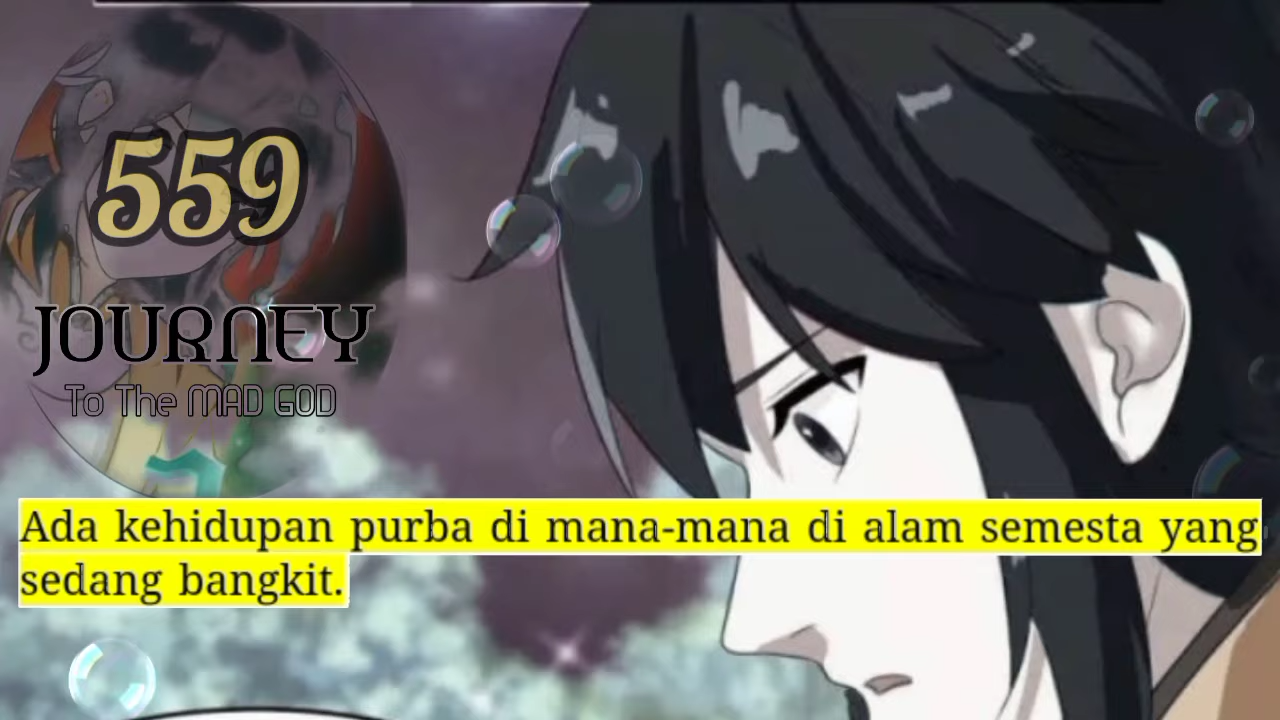 559
JOURNEY
To The MAD GOD
Ada kehidupan purba di mana-mana di alam semesta yang
sedang bangkit.